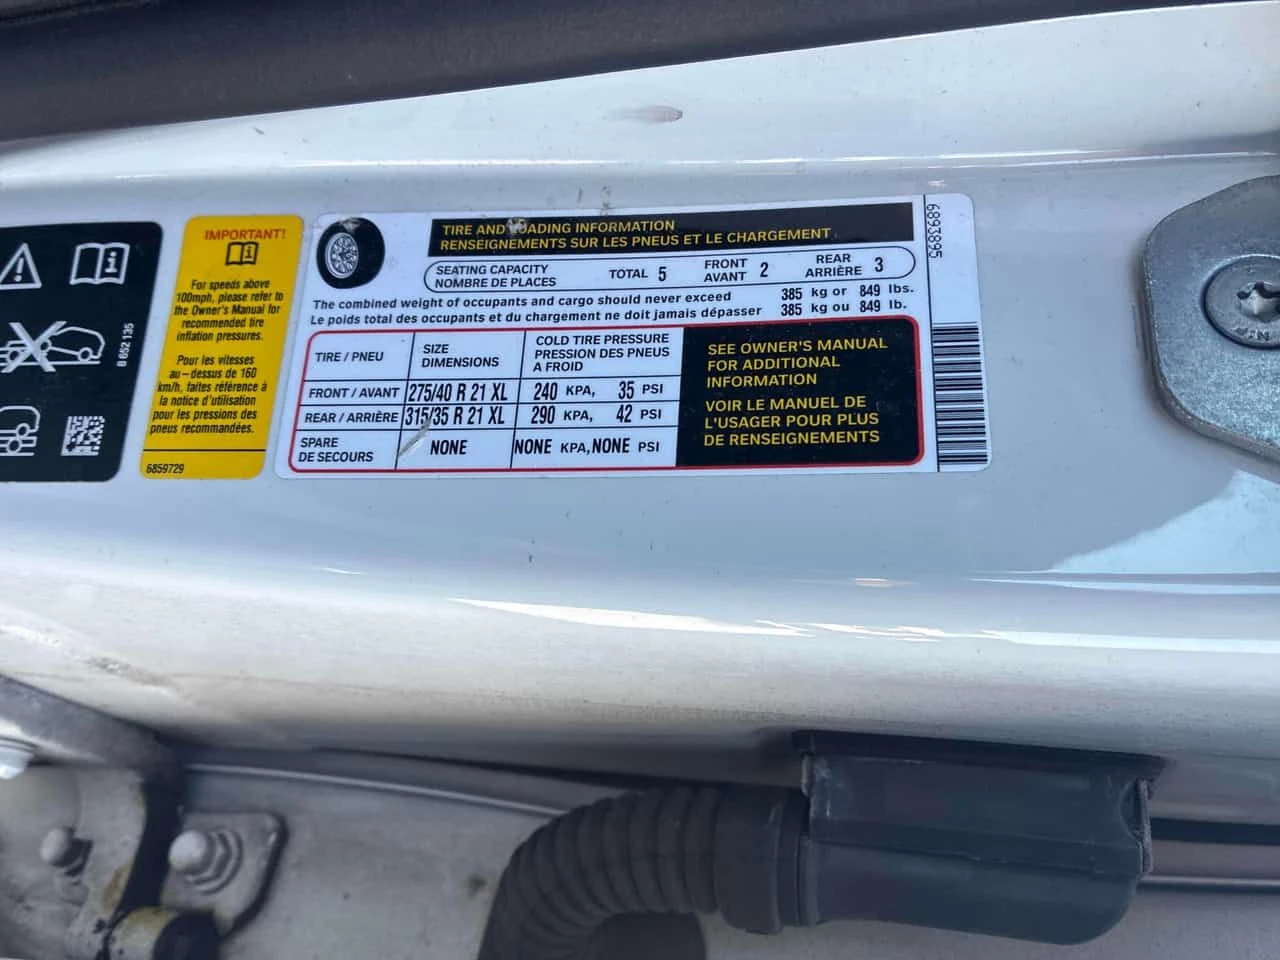 8 652 135
IMPORTANT!
For speeds above
100mph, please refer to
the Owner's Manual for
recommended tire
inflation pressures.
Pour les vitesses
au-dessus de 160
km/h, faites référence à
la notice d'utilisation
pour les pressions des
pneus recommandées.
6859729
TIRE AND LOADING INFORMATION
RENSEIGNEMENTS SUR LES PNEUS ET LE CHARGEMENT
SEATING CAPACITY
NOMBRE DE PLACES
TOTAL 5
FRONT
AVANT 2
REAR
ARRIÈRE 3
The combined weight of occupants and cargo should never exceed 385 kg or 849 lbs.
Le poids total des occupants et du chargement ne doit jamais dépasser 385 kg ou 849 lb.
TIRE / PNEU
SIZE
DIMENSIONS
COLD TIRE PRESSURE
PRESSION DES PNEUS
A FROID
FRONT / AVANT 275/40 R 21 XL 240 KPA, 35 PSI
REAR / ARRIÈRE 315/35 R 21 XL 290 KPA, 42 PSI
SPARE
DE SECOURS
NONE NONE KPA, NONE PSI
SEE OWNER'S MANUAL
FOR ADDITIONAL
INFORMATION
VOIR LE MANUEL DE
L'USAGER POUR PLUS
DE RENSEIGNEMENTS
6893895